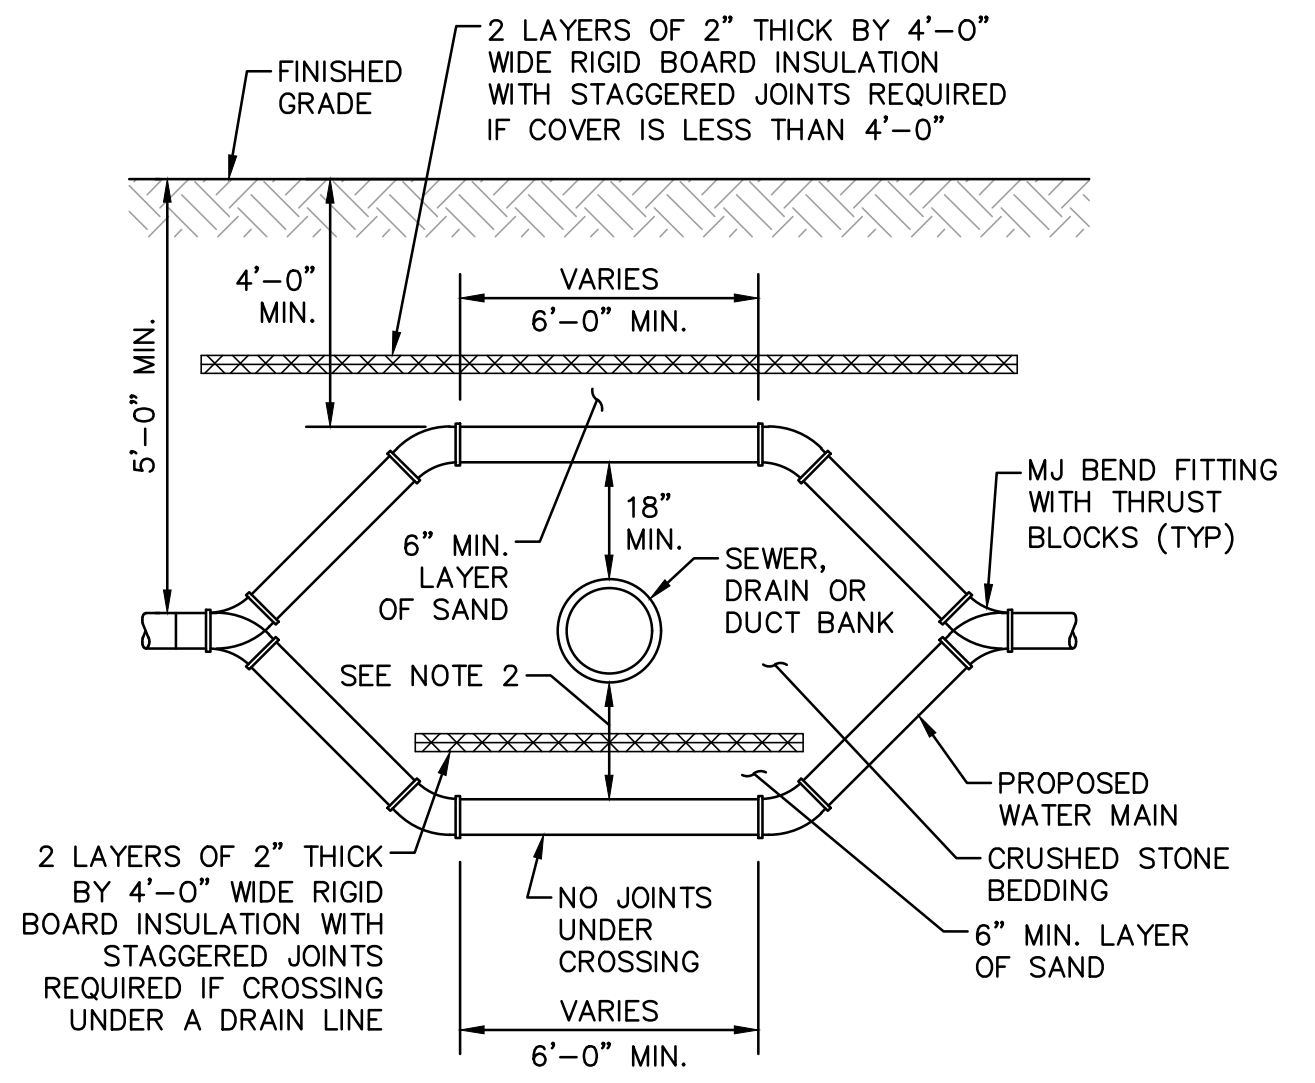 2 LAYERS OF 2" THICK BY 4'-0"
WIDE RIGID BOARD INSULATION
WITH STAGGERED JOINTS REQUIRED
IF COVER IS LESS THAN 4'-0"
FINISHED
GRADE
4'-0"
MIN.
VARIES
6'-0" MIN.
5'-0" MIN.
MJ BEND FITTING
WITH THRUST
BLOCKS (TYP)
18"
MIN.
6" MIN.
LAYER
OF SAND
SEWER,
DRAIN OR
DUCT BANK
SEE NOTE 2
PROPOSED
WATER MAIN
2 LAYERS OF 2" THICK
BY 4'-0" WIDE RIGID
BOARD INSULATION WITH
STAGGERED JOINTS
REQUIRED IF CROSSING
UNDER A DRAIN LINE
NO JOINTS
UNDER
CROSSING
CRUSHED STONE
BEDDING
6" MIN. LAYER
OF SAND
VARIES
6'-0" MIN.